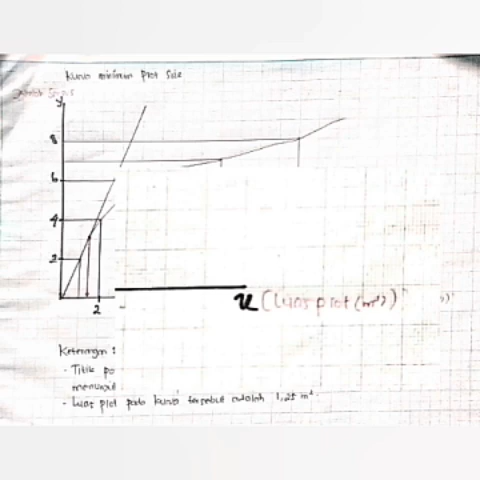 Kurva minimum Plot Size
y
8
7
6
4
2
2
x (Luas plot (m²))
Keterangan :
- Titik po
menunjuk
- Luas plot pada kurva tersebut adalah 1,25 m².